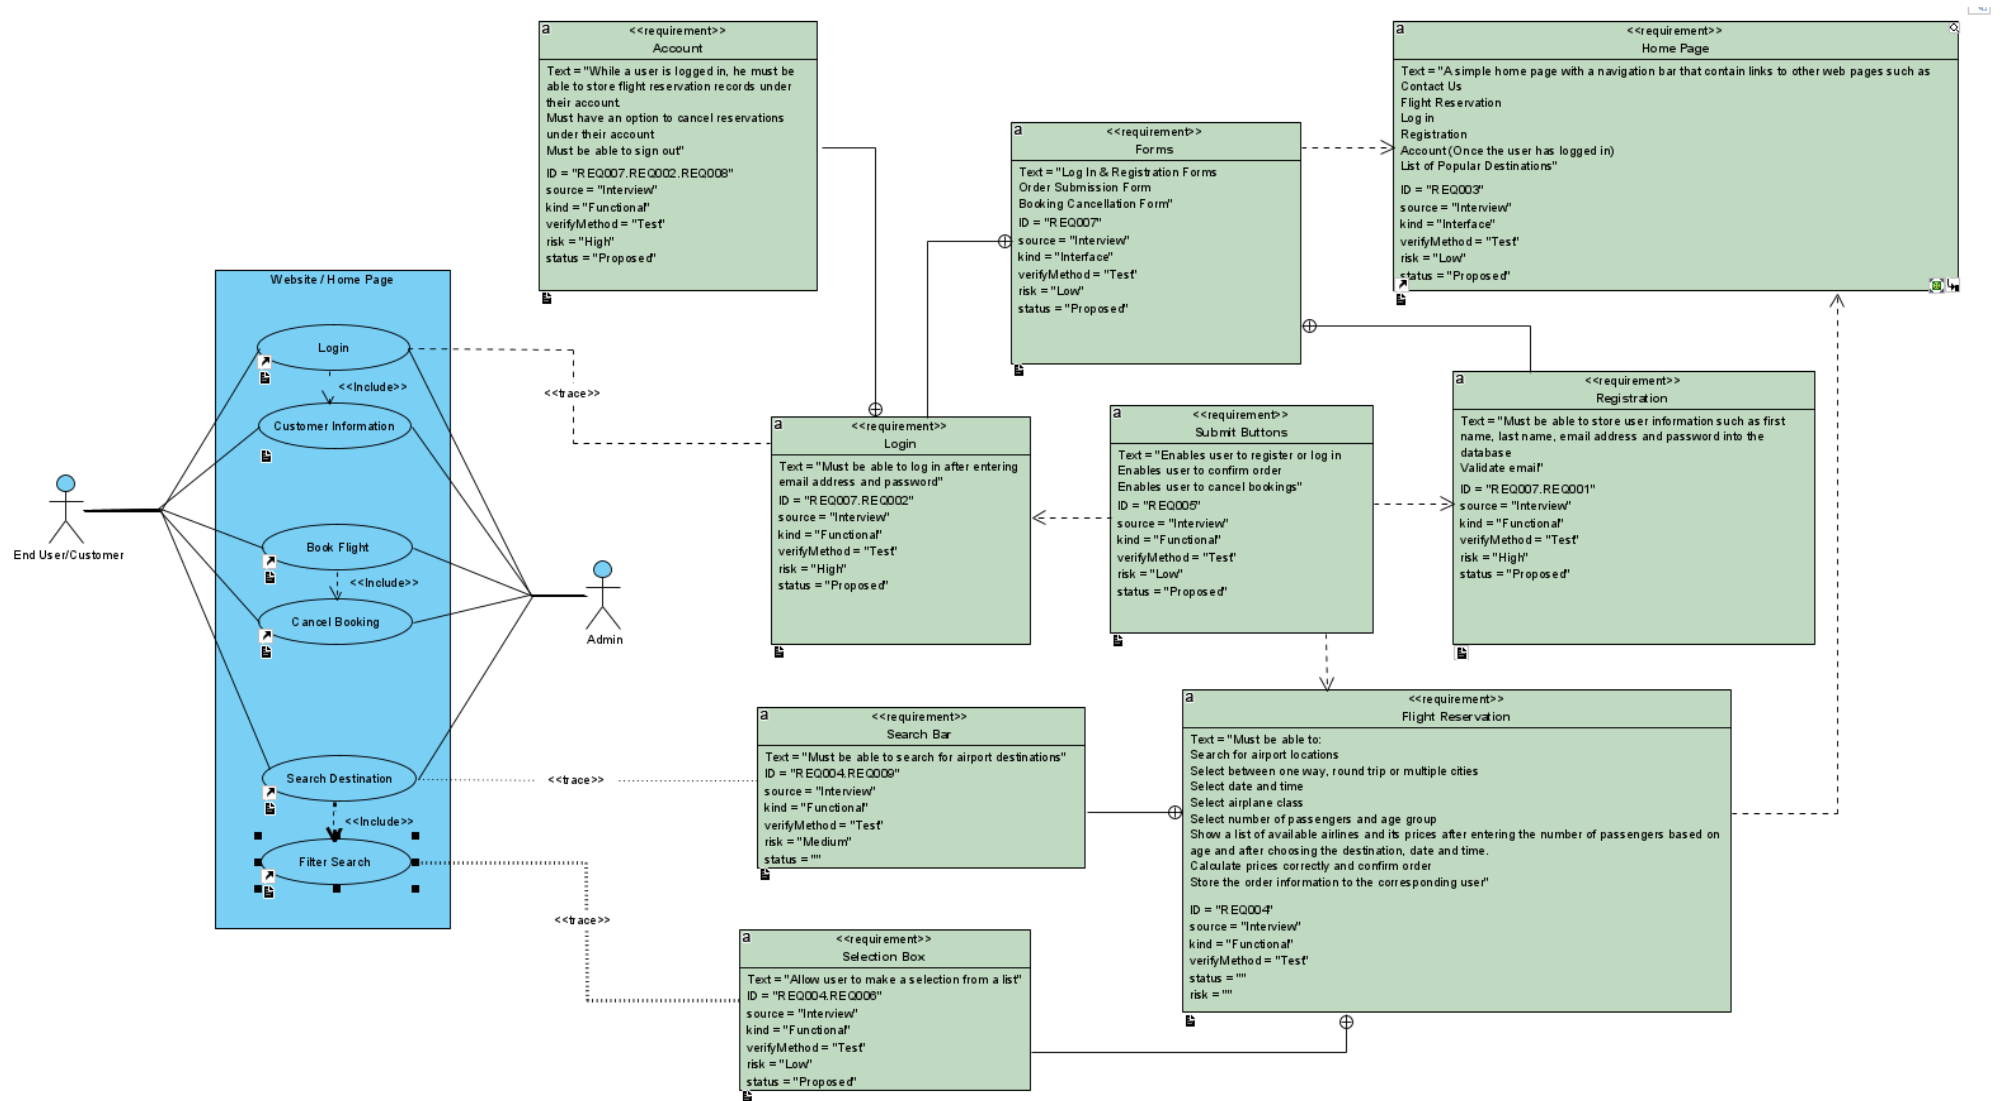 a
<<requirement>>
Account
Text = "While a user is logged in, he must be
able to store flight reservation records under
their account.
Must have an option to cancel reservations
under their account
Must be able to sign out"
ID = "REQ007.REQ002.REQ008"
source = "Interview"
kind = "Functional"
verifyMethod = "Test"
risk = "High"
status = "Proposed"
a
<<requirement>>
Forms
Text = "Log In & Registration Forms
Order Submission Form
Booking Cancellation Form"
ID = "REQ007"
source = "Interview"
kind = "Interface"
verifyMethod = "Test"
risk = "Low"
status = "Proposed"
a
<<requirement>>
Home Page
Text = "A simple home page with a navigation bar that contain links to other web pages such as
Contact Us
Flight Reservation
Log in
Registration
Account (Once the user has logged in)
List of Popular Destinations"
ID = "REQ003"
source = "Interview"
kind = "Interface"
verifyMethod = "Test"
risk = "Low"
status = "Proposed"
Website / Home Page
Login
<<Include>>
Customer Information
Book Flight
<<Include>>
Cancel Booking
Search Destination
<<Include>>
Filter Search
End User/Customer
Admin
<<trace>>
<<trace>>
<<trace>>
a
<<requirement>>
Login
Text = "Must be able to log in after entering
email address and password"
ID = "REQ007.REQ002"
source = "Interview"
kind = "Functional"
verifyMethod = "Test"
risk = "High"
status = "Proposed"
a
<<requirement>>
Submit Buttons
Text = "Enables user to register or log in
Enables user to confirm order
Enables user to cancel bookings"
ID = "REQ005"
source = "Interview"
kind = "Functional"
verifyMethod = "Test"
risk = "Low"
status = "Proposed"
a
<<requirement>>
Registration
Text = "Must be able to store user information such as first
name, last name, email address and password into the
database
Validate email"
ID = "REQ007.REQ001"
source = "Interview"
kind = "Functional"
verifyMethod = "Test"
risk = "High"
status = "Proposed"
a
<<requirement>>
Search Bar
Text = "Must be able to search for airport destinations"
ID = "REQ004.REQ009"
source = "Interview"
kind = "Functional"
verifyMethod = "Test"
risk = "Medium"
status = ""
a
<<requirement>>
Flight Reservation
Text = "Must be able to:
Search for airport locations
Select between one way, round trip or multiple cities
Select date and time
Select airplane class
Select number of passengers and age group
Show a list of available airlines and its prices after entering the number of passengers based on
age and after choosing the destination, date and time.
Calculate prices correctly and confirm order
Store the order information to the corresponding user"
ID = "REQ004"
source = "Interview"
kind = "Functional"
verifyMethod = "Test"
status = ""
risk = ""
a
<<requirement>>
Selection Box
Text = "Allow user to make a selection from a list"
ID = "REQ004.REQ006"
source = "Interview"
kind = "Functional"
verifyMethod = "Test"
risk = "Low"
status = "Proposed"